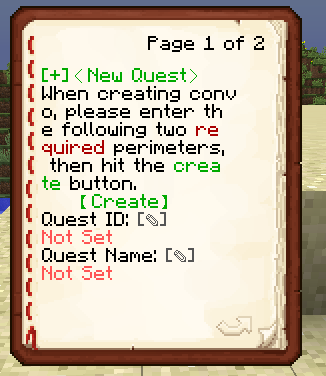 Page 1 of 2
[+]<New Quest>
When creating conv
o, please enter th
e following two re
quired perimeters,
then hit the crea
te button.
[Create]
Quest ID: [✎]
Not Set
Quest Name: [✎]
Not Set